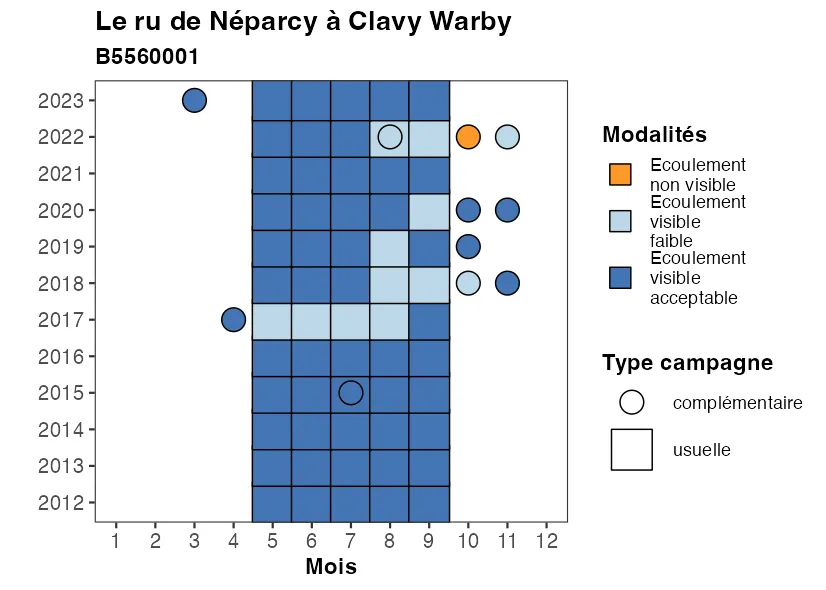 Le ru de Néparcy à Clavy Warby
B5560001
2023
2022
2021
2020
2019
2018
2017
2016
2015
2014
2013
2012
1 2 3 4 5 6 7 8 9 10 11 12
Mois
Modalités
Ecoulement
non visible
Ecoulement
visible
faible
Ecoulement
visible
acceptable
Type campagne
complémentaire
usuelle